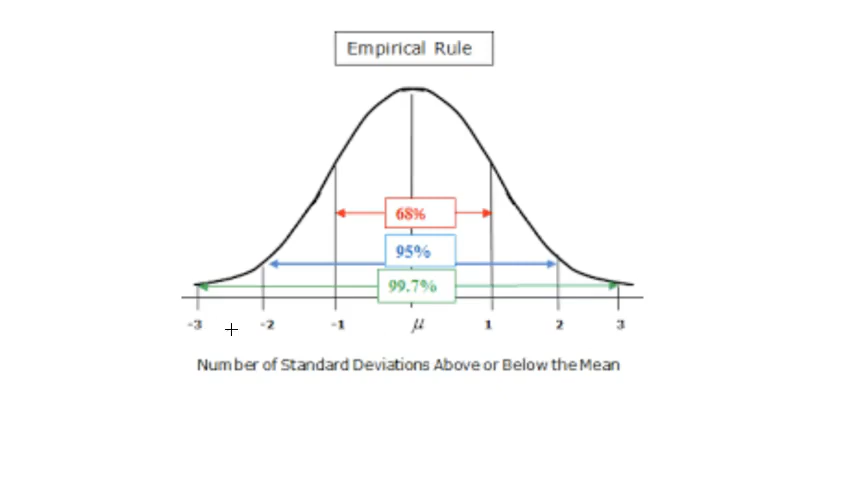 Empirical Rule
68%
95%
99.7%
-3 -2 -1 μ 1 2 3
Number of Standard Deviations Above or Below the Mean